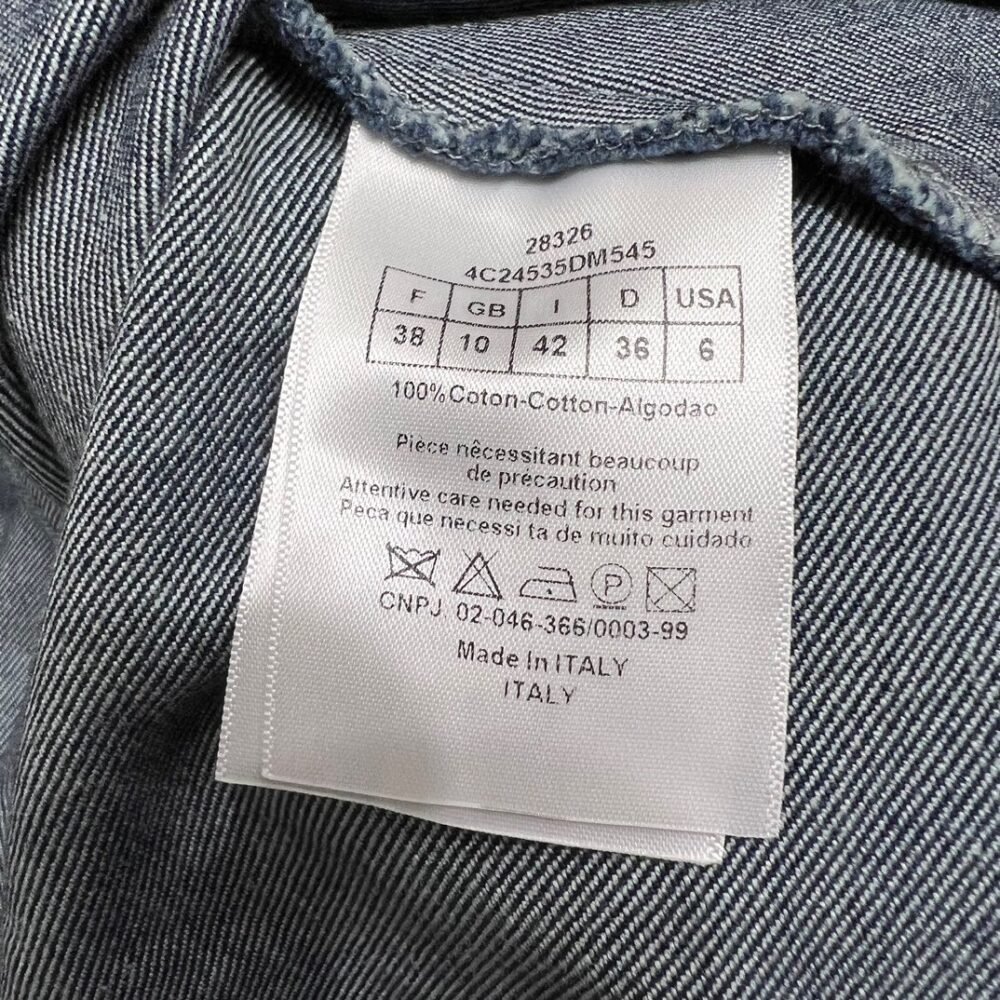 28326
4C24535DM545
F GB I D USA
38 10 42 36 6
100%Coton-Cotton-Algodao
Piece nêcessitant beaucoup
de précaution
Attentive care needed for this garment
Peca que necessi ta de muito cuidado
P
CNPJ. 02-046-366/0003-99
Made In ITALY
ITALY